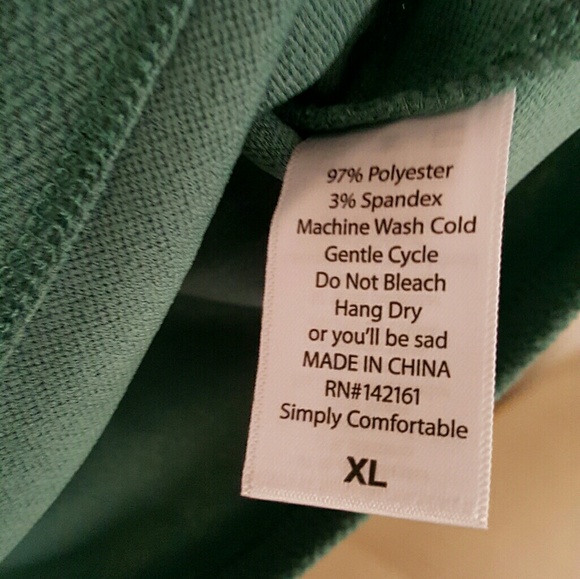 97% Polyester
3% Spandex
Machine Wash Cold
Gentle Cycle
Do Not Bleach
Hang Dry
or you'll be sad
MADE IN CHINA
RN#142161
Simply Comfortable
XL